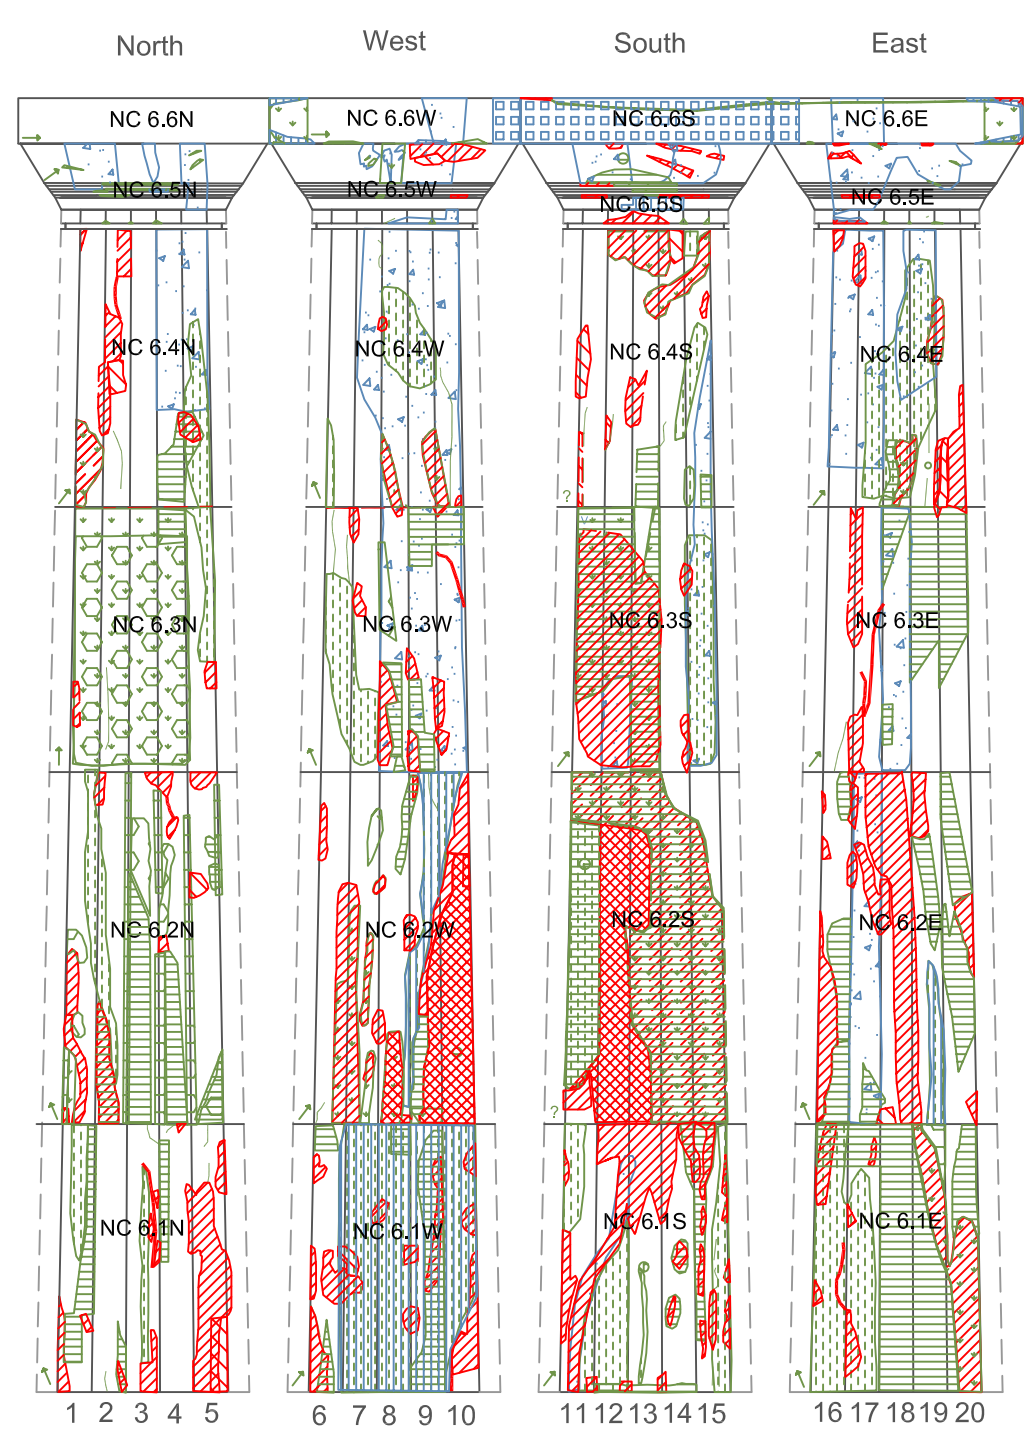 North West South East
NC 6.6N NC 6.6W NC 6.6S NC 6.6E
NC 6.5N NC 6.5W NC 6.5S NC 6.5E
NC 6.4N NC 6.4W NC 6.4S NC 6.4E
?
NC 6.3N NC 6.3W NC 6.3S NC 6.3E
NC 6.2N NC 6.2W NC 6.2S NC 6.2E
?
NC 6.1N NC 6.1W NC 6.1S NC 6.1E
1 2 3 4 5 6 7 8 9 10 11 12 13 14 15 16 17 18 19 20